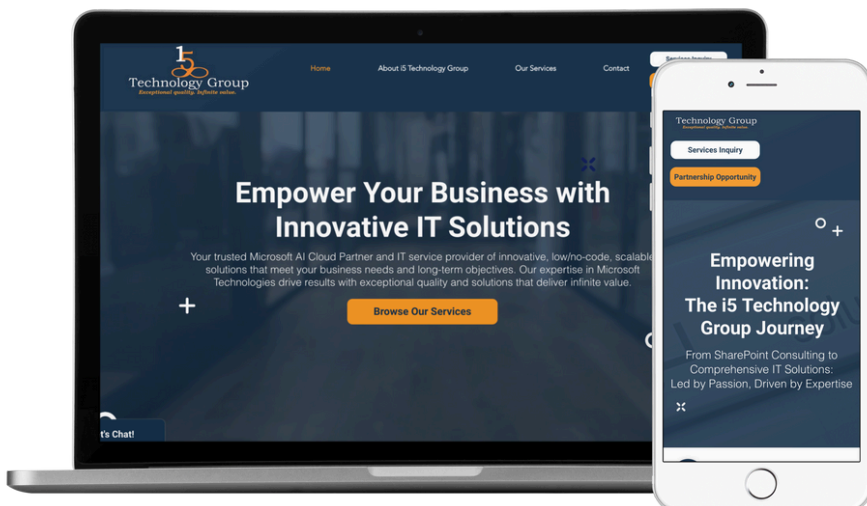 i5
Technology Group
Exceptional quality. Infinite value.
Home
About i5 Technology Group
Our Services
Contact
Services Inquiry
Empower Your Business with
Innovative IT Solutions
Your trusted Microsoft AI Cloud Partner and IT service provider of innovative, low/no-code, scalable
solutions that meet your business needs and long-term objectives. Our expertise in Microsoft
Technologies drive results with exceptional quality and solutions that deliver infinite value.
Browse Our Services
t's Chat!
Technology Group
Exceptional quality. Infinite value.
Services Inquiry
Partnership Opportunity
Empowering
Innovation:
The i5 Technology
Group Journey
From SharePoint Consulting to
Comprehensive IT Solutions:
Led by Passion, Driven by Expertise